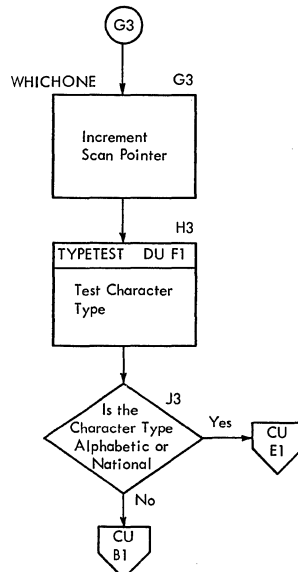 G3
WHICHONE
G3
Increment
Scan Pointer
H3
TYPETEST DU F1
Test Character
Type
J3
Is the
Character Type
Alphabetic or
National
Yes
CU
E1
No
CU
B1